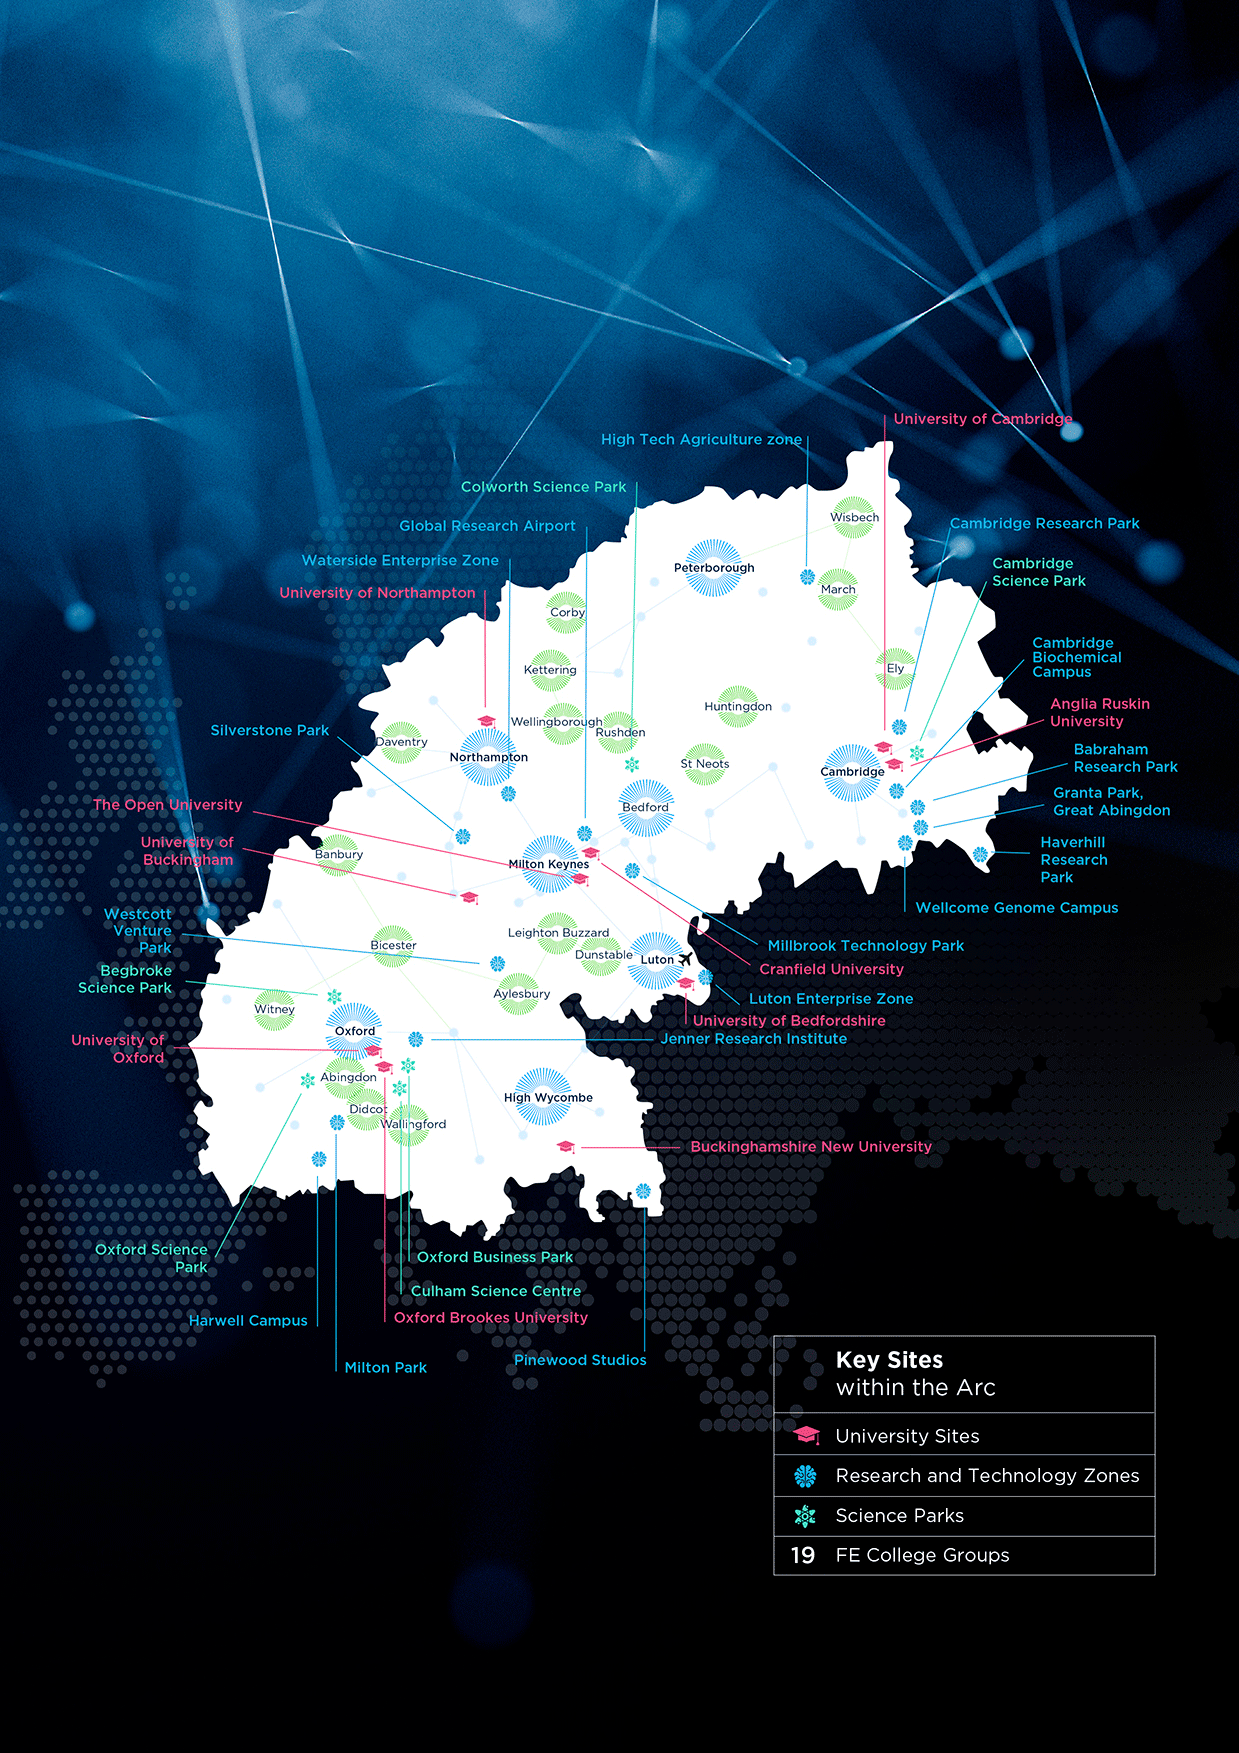 University of Cambridge
High Tech Agriculture zone
Colworth Science Park
Global Research Airport
Waterside Enterprise Zone
University of Northampton
Cambridge Research Park
Cambridge
Science Park
Cambridge
Biochemical
Campus
Anglia Ruskin
University
Babraham
Research Park
Granta Park,
Great Abingdon
Haverhill
Research
Park
Wellcome Genome Campus
Wisbech
Peterborough
March
Corby
Kettering
Ely
Huntingdon
Wellingborough
Rushden
Daventry
Northampton
St Neots
Cambridge
Bedford
Silverstone Park
The Open University
University of
Buckingham
Banbury
Milton Keynes
Westcott
Venture
Park
Begbroke
Science Park
Bicester
Leighton Buzzard
Dunstable
Luton
Aylesbury
Witney
Oxford
Millbrook Technology Park
Cranfield University
Luton Enterprise Zone
University of Bedfordshire
Jenner Research Institute
University of
Oxford
Abingdon
Didcot
Wallingford
High Wycombe
Buckinghamshire New University
Oxford Science
Park
Oxford Business Park
Culham Science Centre
Oxford Brookes University
Harwell Campus
Milton Park
Pinewood Studios
Key Sites
within the Arc
University Sites
Research and Technology Zones
Science Parks
19 FE College Groups